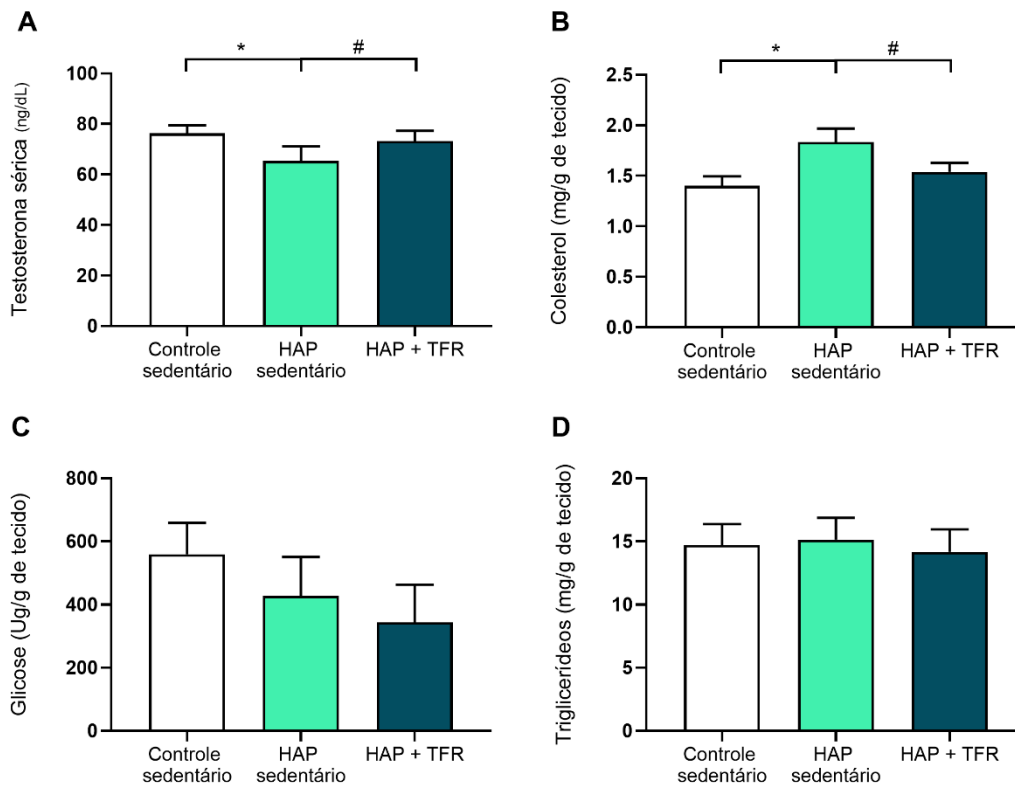 A
* #
Testosterona sérica (ng/dL)
100
80
60
40
20
0
Controle
sedentário
HAP
sedentário
HAP + TFR
B
* #
Colesterol (mg/g de tecido)
2.5
2.0
1.5
1.0
0.5
0.0
Controle
sedentário
HAP
sedentário
HAP + TFR
C
Glicose (Ug/g de tecido)
800
600
400
200
0
Controle
sedentário
HAP
sedentário
HAP + TFR
D
Triglicerídeos (mg/g de tecido)
20
15
10
5
0
Controle
sedentário
HAP
sedentário
HAP + TFR